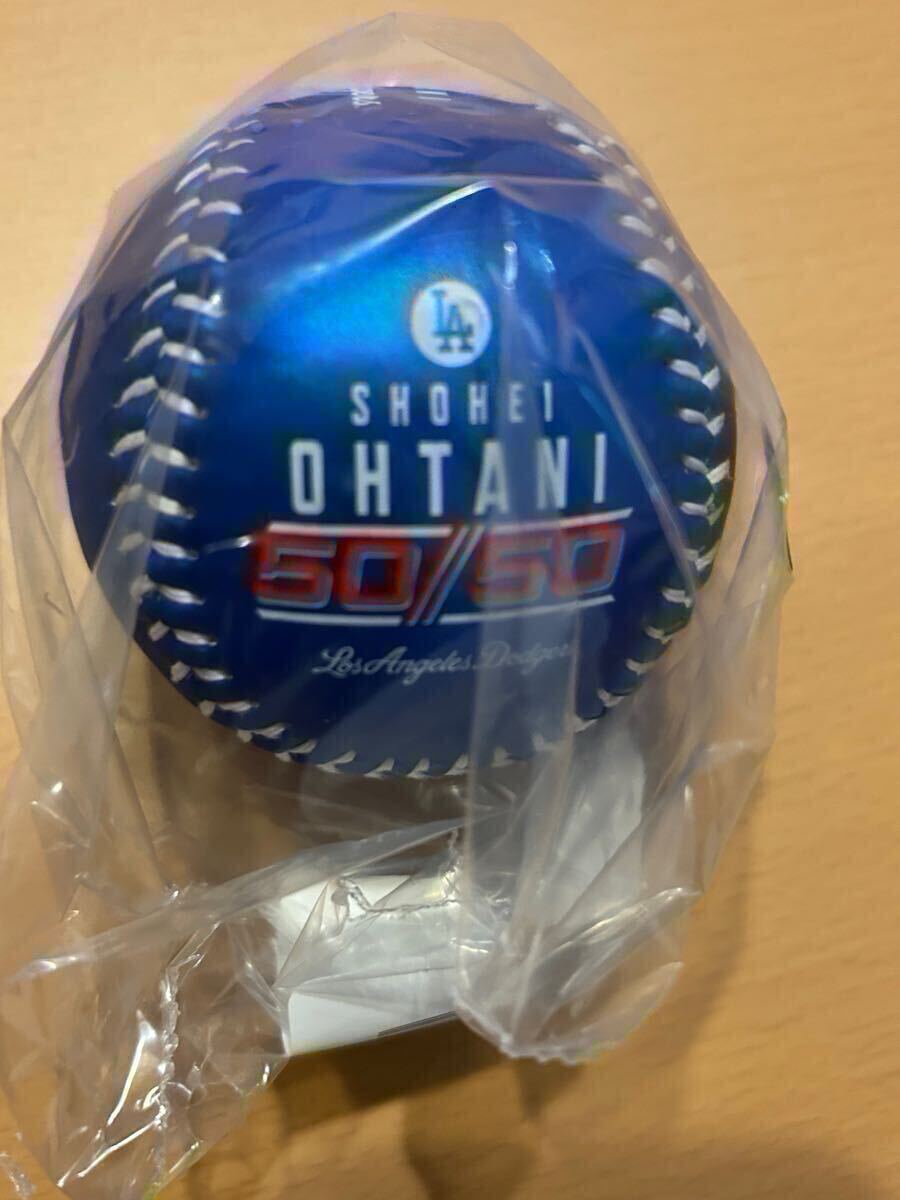 LA
SHOHEI
OHTANI
50//50
Los Angeles Dodgers